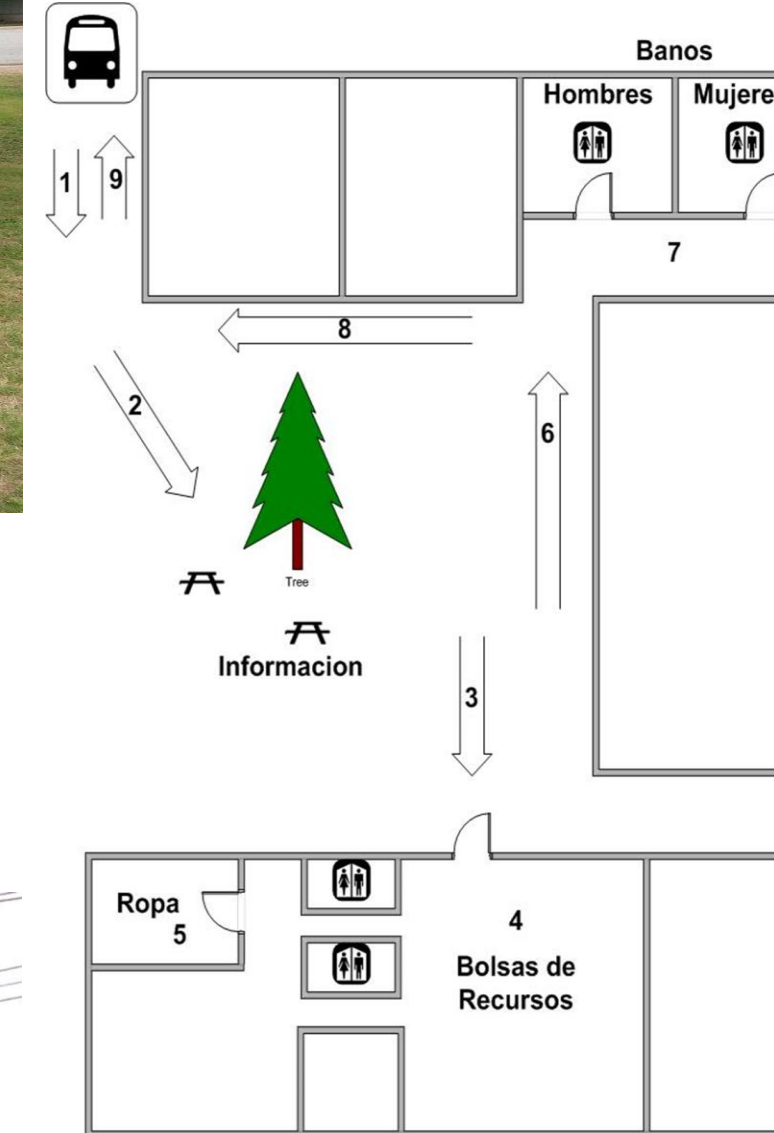 Banos
Hombres
Mujere
1
9
7
8
2
6
Tree
Informacion
3
Ropa
5
4
Bolsas de
Recursos